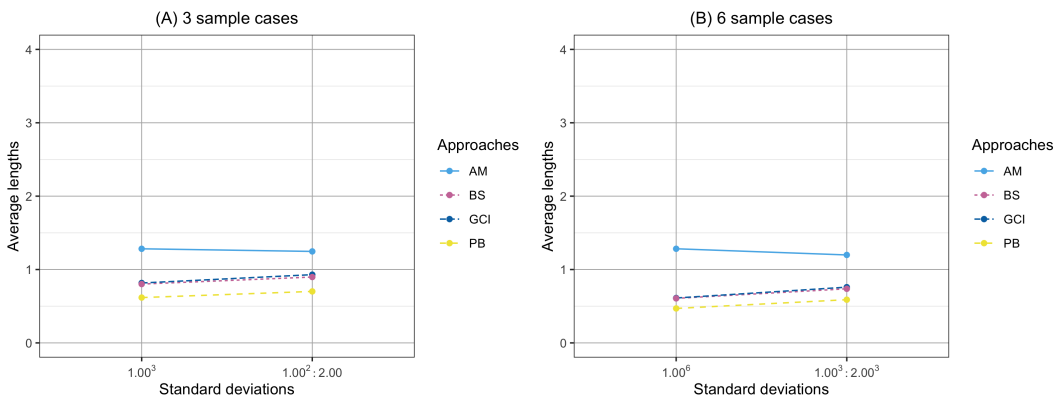 (A) 3 sample cases
4
3
2
1
0
Average lengths
1.00³
1.00² : 2.00
Standard deviations
Approaches
AM
BS
GCI
PB
(B) 6 sample cases
4
3
2
1
0
Average lengths
1.00⁶
1.00³ : 2.00³
Standard deviations
Approaches
AM
BS
GCI
PB